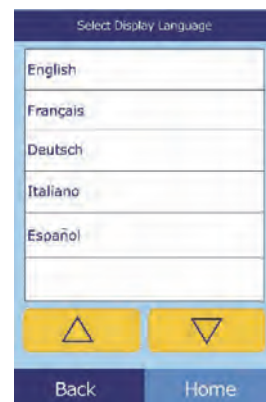 Select Display Language
English
Français
Deutsch
Italiano
Español
Back Home